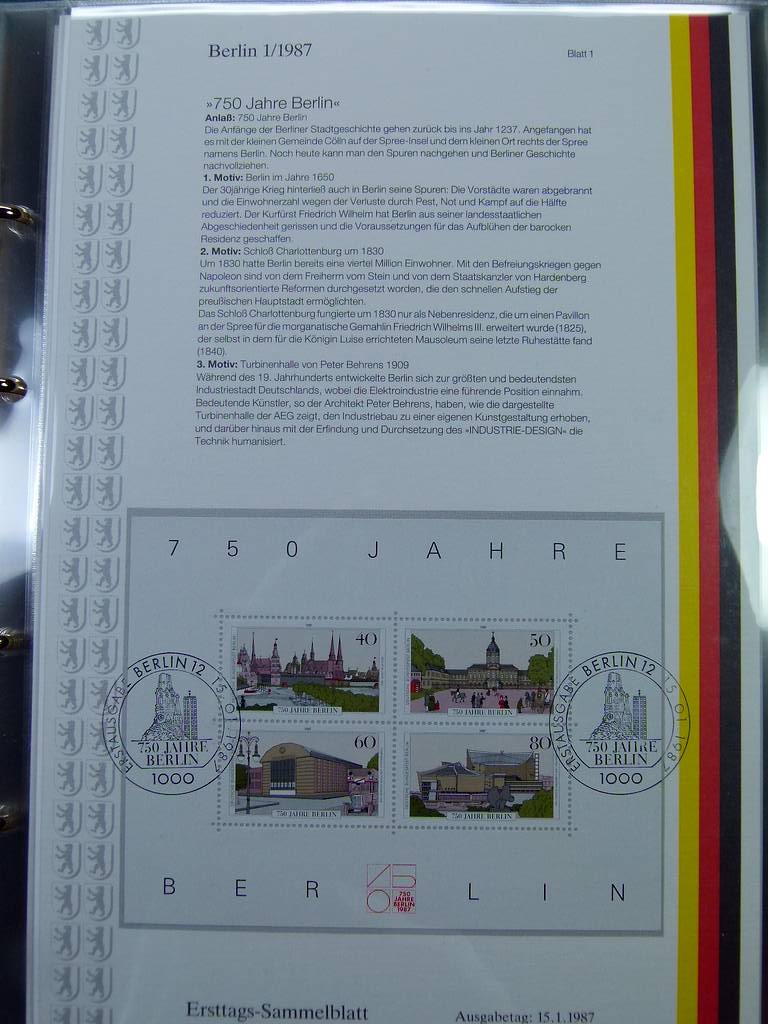 Berlin 1/1987
Blatt 1
»750 Jahre Berlin«
Anlaß: 750 Jahre Berlin
Die Anfänge der Berliner Stadtgeschichte gehen zurück bis ins Jahr 1237. Angefangen hat
es mit der kleinen Gemeinde Cölln auf der Spree-Insel und dem kleinen Ort rechts der Spree
namens Berlin. Noch heute kann man den Spuren nachgehen und Berliner Geschichte
nachvollziehen.
1. Motiv: Berlin im Jahre 1650
Der 30jährige Krieg hinterließ auch in Berlin seine Spuren: Die Vorstädte waren abgebrannt
und die Einwohnerzahl wegen der Verluste durch Pest, Not und Kampf auf die Hälfte
reduziert. Der Kurfürst Friedrich Wilhelm hat Berlin aus seiner landesstaatlichen
Abgeschiedenheit gerissen und die Voraussetzungen für das Aufblühen der barocken
Residenz geschaffen.
2. Motiv: Schloß Charlottenburg um 1830
Um 1830 hatte Berlin bereits eine viertel Million Einwohner. Mit den Befreiungskriegen gegen
Napoleon sind von dem Freiherrn vom Stein und von dem Staatskanzler von Hardenberg
zukunftsorientierte Reformen durchgesetzt worden, die den schnellen Aufstieg der
preußischen Hauptstadt ermöglichten.
Das Schloß Charlottenburg fungierte um 1830 nur als Nebenresidenz, die um einen Pavillon
an der Spree für die morganatische Gemahlin Friedrich Wilhelms III. erweitert wurde (1825),
der selbst in dem für die Königin Luise errichteten Mausoleum seine letzte Ruhestätte fand
(1840).
3. Motiv: Turbinenhalle von Peter Behrens 1909
Während des 19. Jahrhunderts entwickelte Berlin sich zur größten und bedeutendsten
Industriestadt Deutschlands, wobei die Elektroindustrie eine führende Position einnahm.
Bedeutende Künstler, so der Architekt Peter Behrens, haben, wie die dargestellte
Turbinenhalle der AEG zeigt, den Industriebau zu einer eigenen Kunstgestaltung erhoben,
und darüber hinaus mit der Erfindung und Durchsetzung des »INDUSTRIE-DESIGN« die
Technik humanisiert.
750 JAHRE
40
750 JAHRE BERLIN
50
750 JAHRE BERLIN
60
750 JAHRE BERLIN
80
750 JAHRE BERLIN
ERSTAUSGABE BERLIN 12 15.01.1987
750 JAHRE
BERLIN
1000
ERSTAUSGABE BERLIN 12 15.01.1987
750 JAHRE
BERLIN
1000
BERLIN
750
JAHRE
BERLIN
1987
Ersttags-Sammelblatt
Ausgabetag: 15.1.1987